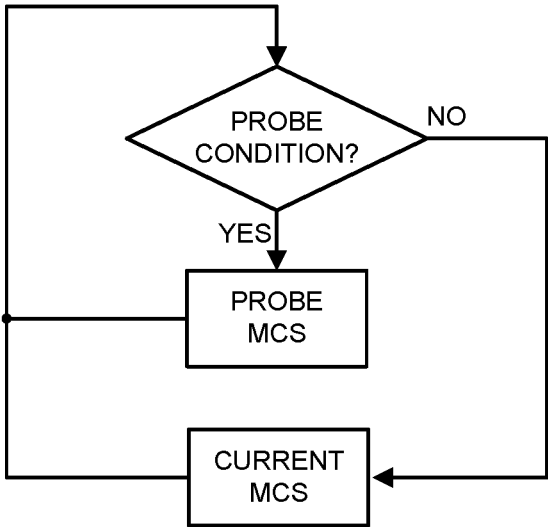 PROBE
CONDITION?
NO
YES
PROBE
MCS
CURRENT
MCS